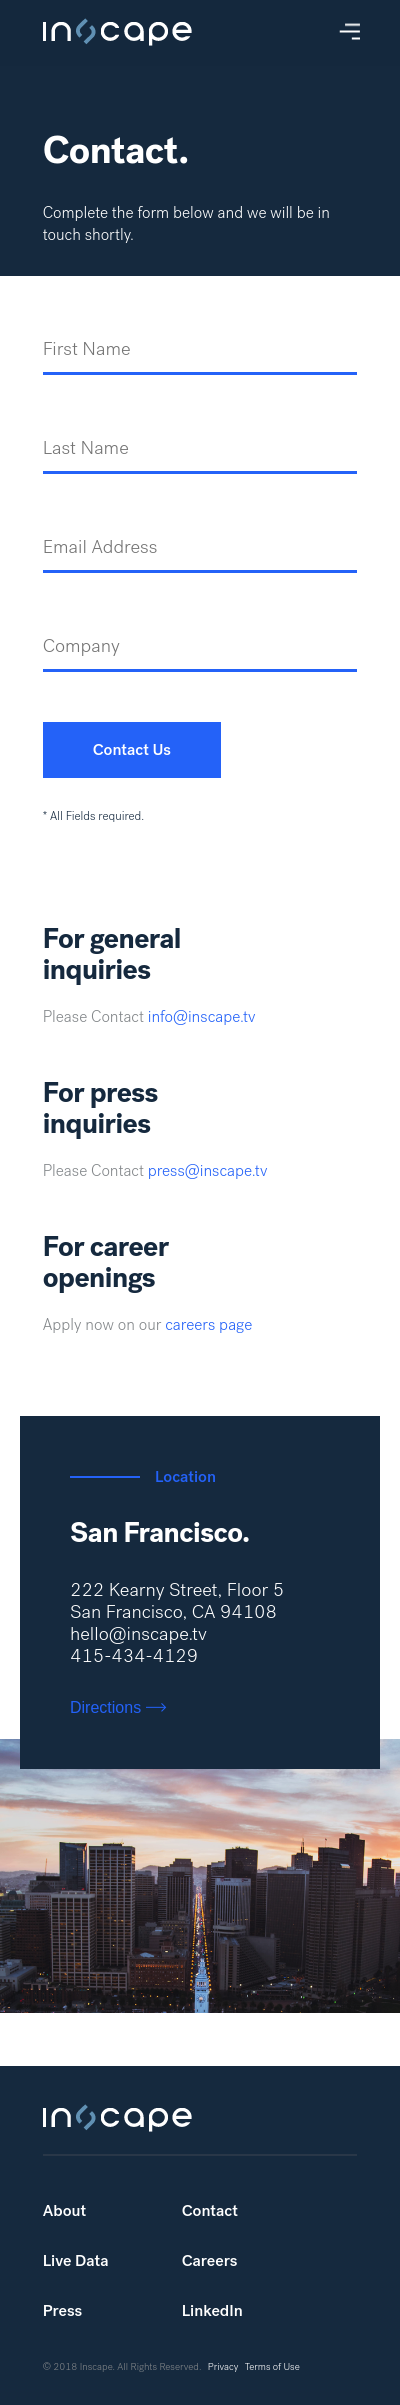 inscape
Contact.
Complete the form below and we will be in
touch shortly.
First Name
Last Name
Email Address
Company
Contact Us
* All Fields required.
For general
inquiries
Please Contact info@inscape.tv
For press
inquiries
Please Contact press@inscape.tv
For career
openings
Apply now on our careers page
Location
San Francisco.
222 Kearny Street, Floor 5
San Francisco, CA 94108
hello@inscape.tv
415-434-4129
Directions
inscape
About Contact
Live Data Careers
Press LinkedIn
© 2018 Inscape. All Rights Reserved. Privacy Terms of Use